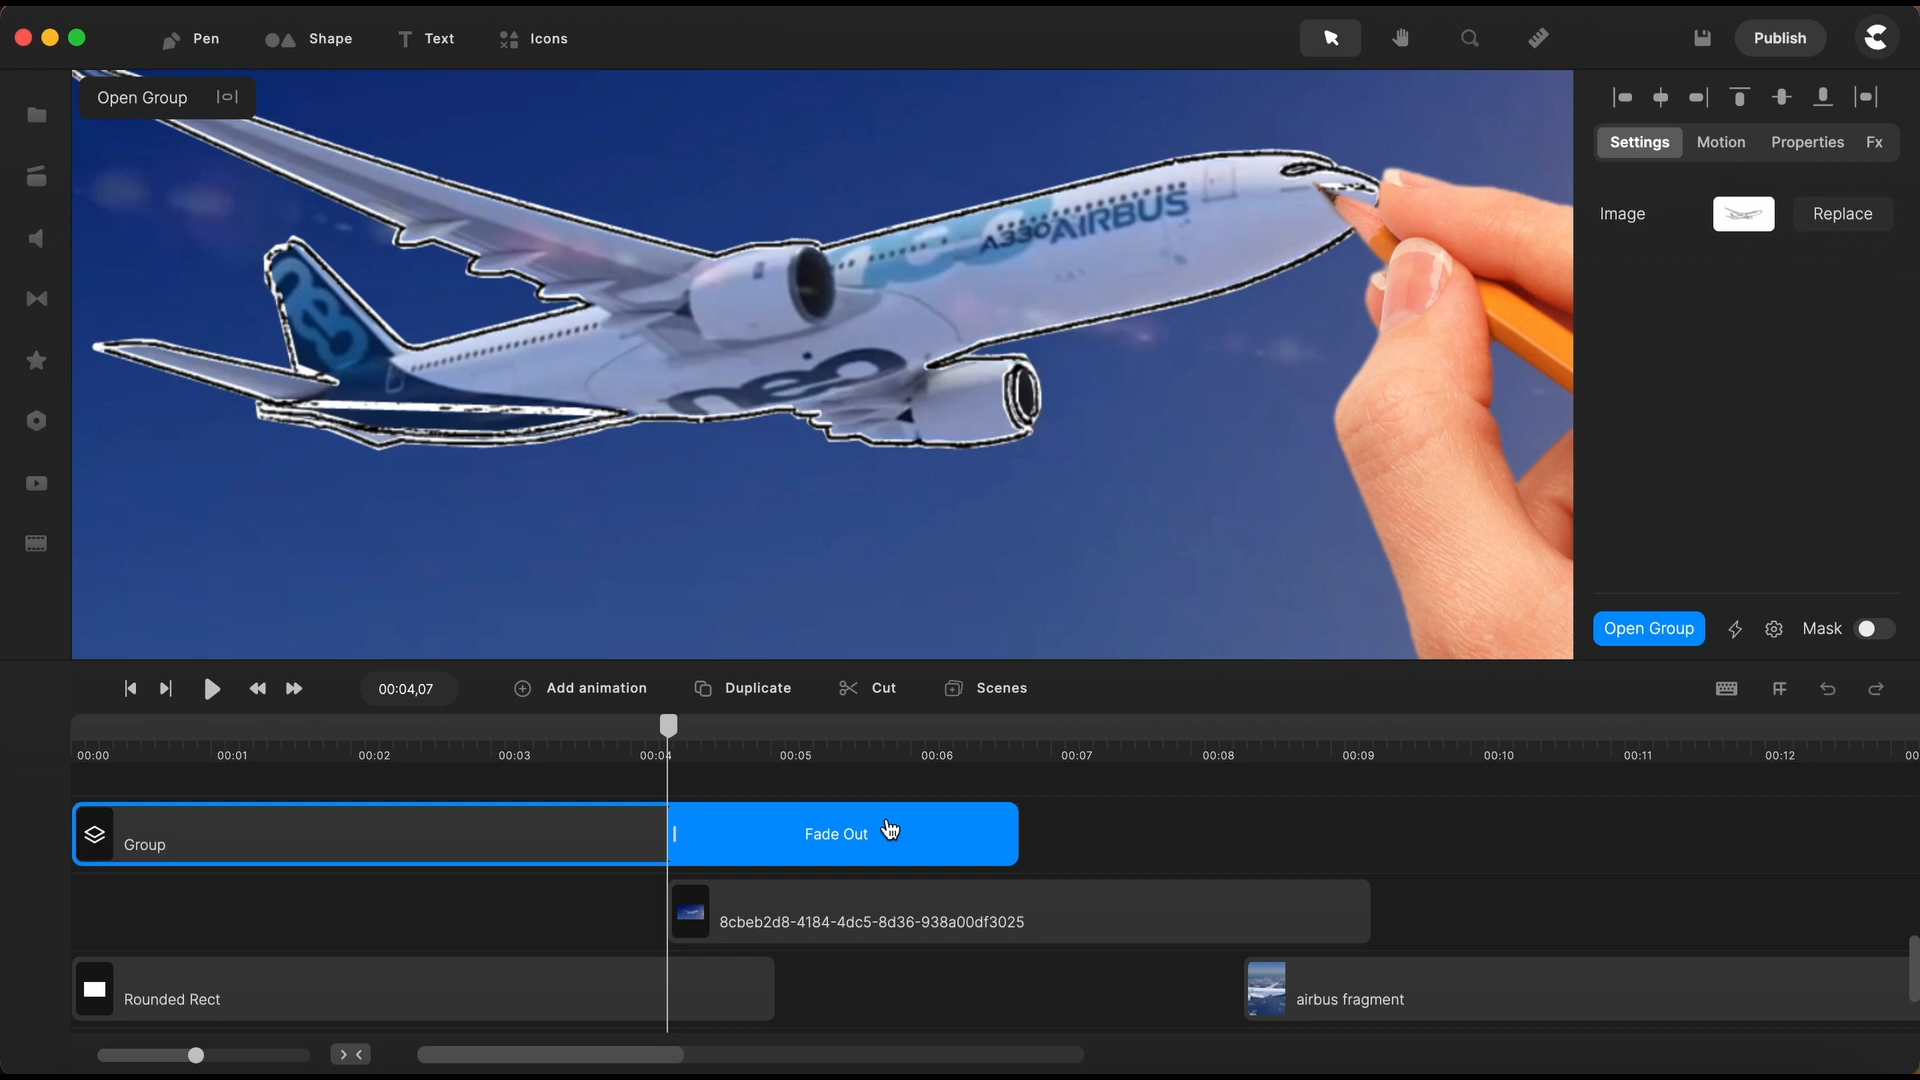 Pen
Shape
Text
Icons
Publish
Open Group
Settings
Motion
Properties
Fx
Image
Replace
A330 AIRBUS
neo
Open Group
Mask
00:04,07
Add animation
Duplicate
Cut
Scenes
00:00
00:01
00:02
00:03
00:04
00:05
00:06
00:07
00:08
00:09
00:10
00:11
00:12
00
Group
Fade Out
8cbeb2d8-4184-4dc5-8d36-938a00df3025
Rounded Rect
airbus fragment